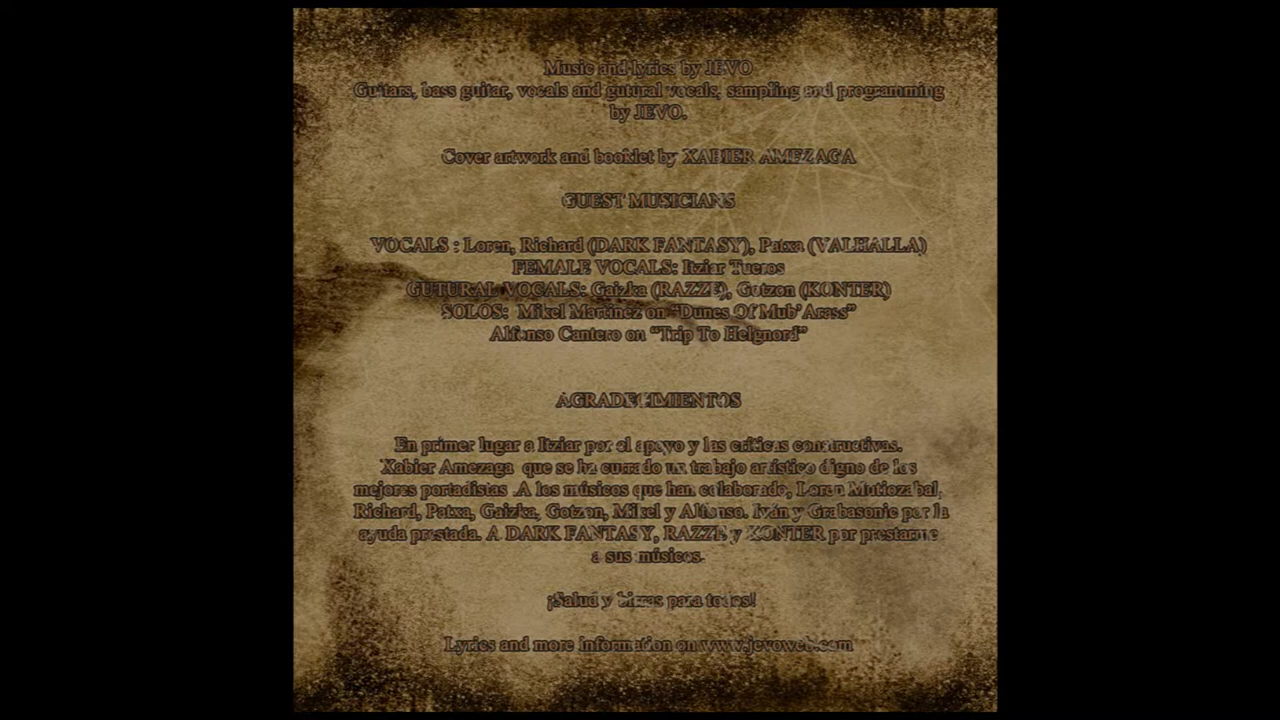 Music and lyrics by JEVO
Guitars, bass guitar, vocals and gutural vocals, sampling and programming
by JEVO.
Cover artwork and booklet by XABIER AMEZAGA
GUEST MUSICIANS
VOCALS : Loren, Richard (DARK FANTASY), Patxa (VALHALLA)
FEMALE VOCALS: Itziar Tueros
GUTURAL VOCALS: Gaizka (RAZZE), Gotzon (KONTER)
SOLOS: Mikel Martinez on “Dunes Of Mub’Arass”
Alfonso Cantero on “Trip To Helgnord”
AGRADECIMIENTOS
En primer lugar a Itziar por el apoyo y las críticas constructivas.
Xabier Amezaga que se ha currado un trabajo artístico digno de los
mejores portadistas .A los músicos que han colaborado, Loren Mutiozabal,
Richard, Patxa, Gaizka, Gotzon, Mikel y Alfonso. Iván y Grabasonic por la
ayuda prestada. A DARK FANTASY, RAZZE y KONTER por prestarme
a sus músicos.
¡Salud y birras para todos!
Lyrics and more information on www.jevoweb.com